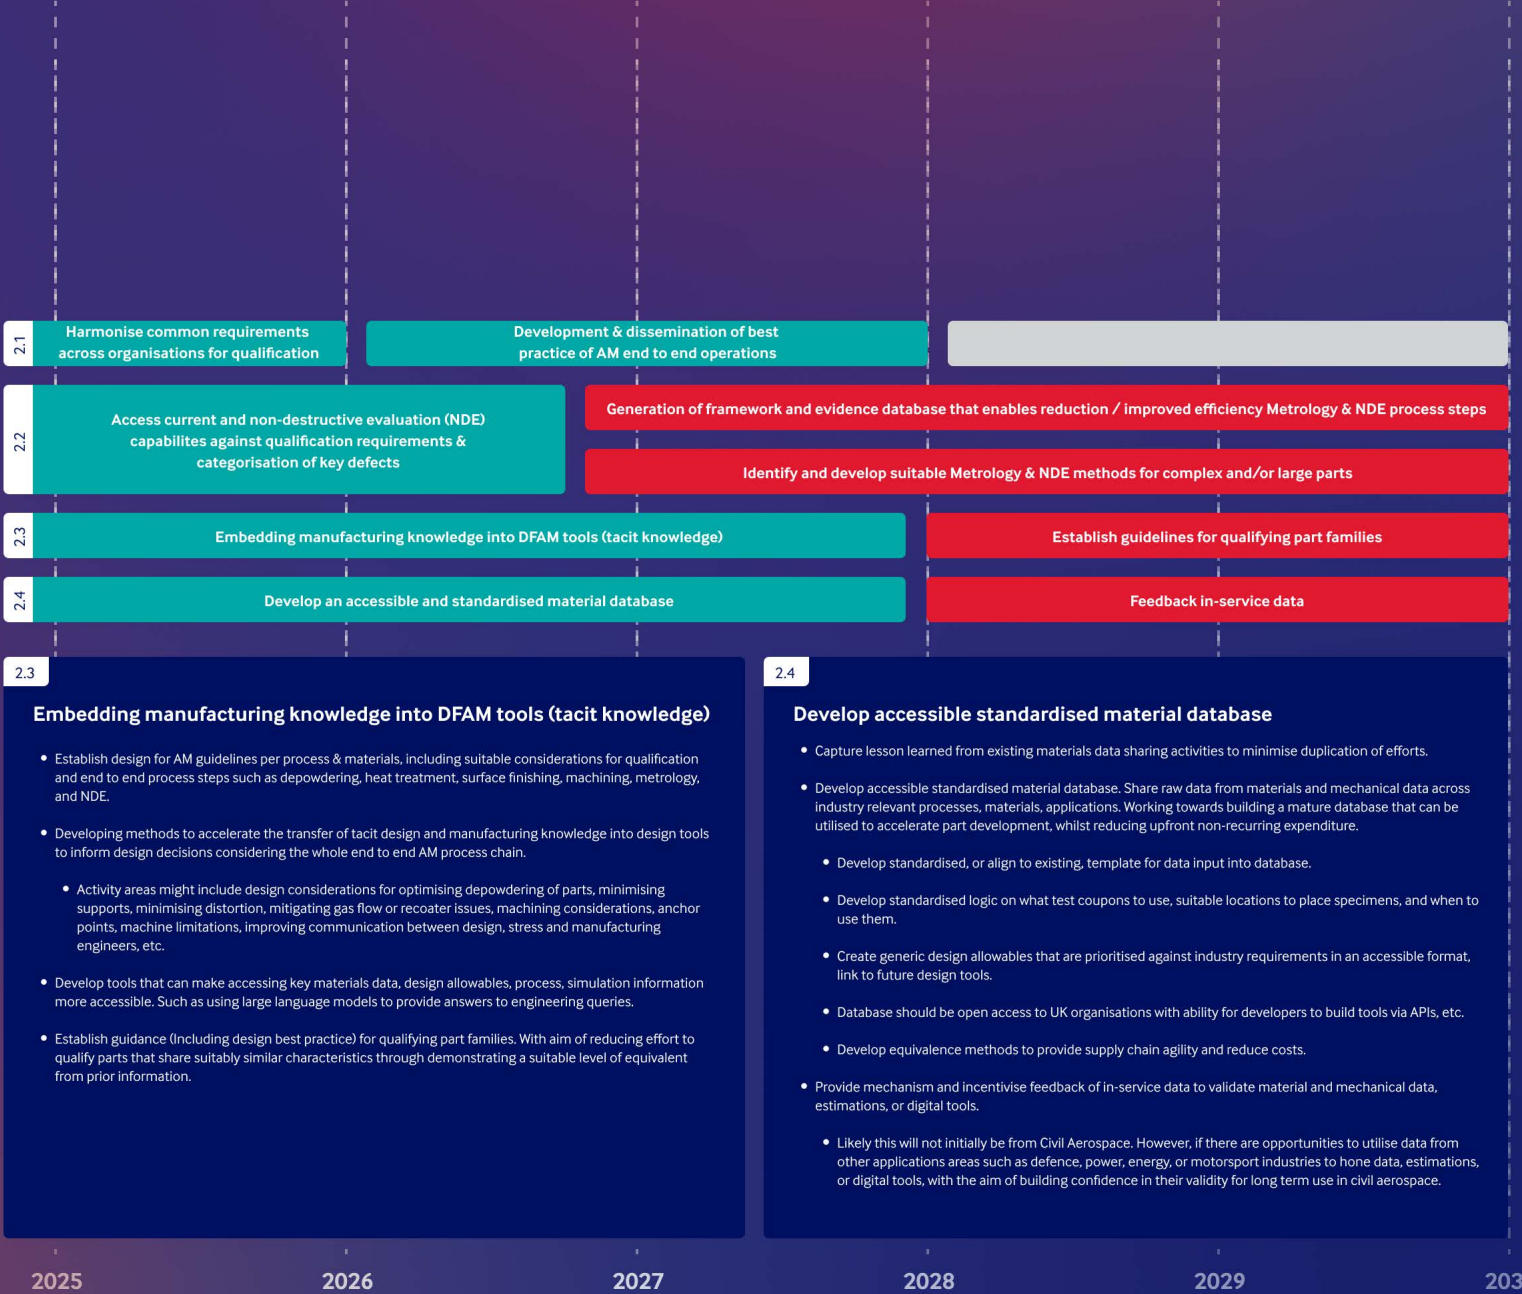 2.1
Harmonise common requirements
across organisations for qualification
Development & dissemination of best
practice of AM end to end operations
2.2
Access current and non-destructive evaluation (NDE)
capabilites against qualification requirements &
categorisation of key defects
Generation of framework and evidence database that enables reduction / improved efficiency Metrology & NDE process steps
Identify and develop suitable Metrology & NDE methods for complex and/or large parts
2.3
Embedding manufacturing knowledge into DFAM tools (tacit knowledge)
Establish guidelines for qualifying part families
2.4
Develop an accessible and standardised material database
Feedback in-service data
2.3
Embedding manufacturing knowledge into DFAM tools (tacit knowledge)
• Establish design for AM guidelines per process & materials, including suitable considerations for qualification
and end to end process steps such as depowdering, heat treatment, surface finishing, machining, metrology,
and NDE.
• Developing methods to accelerate the transfer of tacit design and manufacturing knowledge into design tools
to inform design decisions considering the whole end to end AM process chain.
• Activity areas might include design considerations for optimising depowdering of parts, minimising
supports, minimising distortion, mitigating gas flow or recoater issues, machining considerations, anchor
points, machine limitations, improving communication between design, stress and manufacturing
engineers, etc.
• Develop tools that can make accessing key materials data, design allowables, process, simulation information
more accessible. Such as using large language models to provide answers to engineering queries.
• Establish guidance (Including design best practice) for qualifying part families. With aim of reducing effort to
qualify parts that share suitably similar characteristics through demonstrating a suitable level of equivalent
from prior information.
2.4
Develop accessible standardised material database
• Capture lesson learned from existing materials data sharing activities to minimise duplication of efforts.
• Develop accessible standardised material database. Share raw data from materials and mechanical data across
industry relevant processes, materials, applications. Working towards building a mature database that can be
utilised to accelerate part development, whilst reducing upfront non-recurring expenditure.
• Develop standardised, or align to existing, template for data input into database.
• Develop standardised logic on what test coupons to use, suitable locations to place specimens, and when to
use them.
• Create generic design allowables that are prioritised against industry requirements in an accessible format,
link to future design tools.
• Database should be open access to UK organisations with ability for developers to build tools via APIs, etc.
• Develop equivalence methods to provide supply chain agility and reduce costs.
• Provide mechanism and incentivise feedback of in-service data to validate material and mechanical data,
estimations, or digital tools.
• Likely this will not initially be from Civil Aerospace. However, if there are opportunities to utilise data from
other applications areas such as defence, power, energy, or motorsport industries to hone data, estimations,
or digital tools, with the aim of building confidence in their validity for long term use in civil aerospace.
2025 2026 2027 2028 2029 203